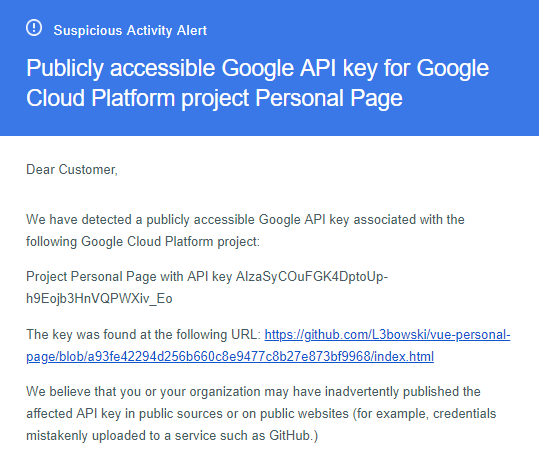 Suspicious Activity Alert
Publicly accessible Google API key for Google
Cloud Platform project Personal Page
Dear Customer,
We have detected a publicly accessible Google API key associated with the
following Google Cloud Platform project:
Project Personal Page with API key AIzaSyCOuFGK4DptoUp-
h9Eojb3HnVQPWXiv_Eo
The key was found at the following URL: https://github.com/L3bowski/vue-personal-
page/blob/a93fe42294d256b660c8e9477c8b27e873bf9968/index.html
We believe that you or your organization may have inadvertently published the
affected API key in public sources or on public websites (for example, credentials
mistakenly uploaded to a service such as GitHub.)